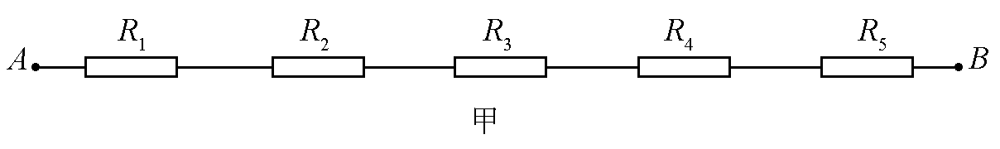 A R₁ R₂ R₃ R₄ R₅ B
甲